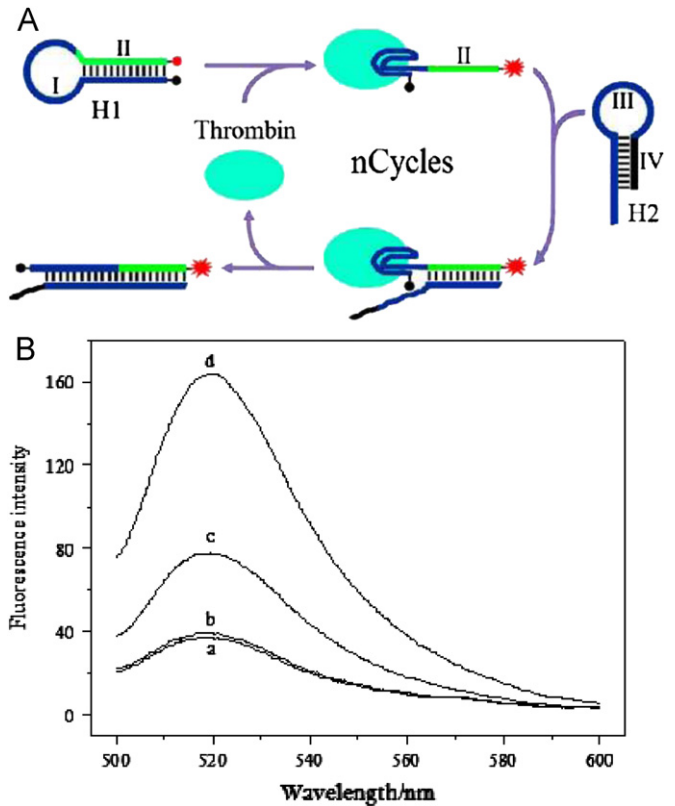 A
II
I
H1
II
III
IV
H2
Thrombin
nCycles
B
d
c
b
a
160
120
80
40
0
500 520 540 560 580 600
Fluorescence intensity
Wavelength/nm